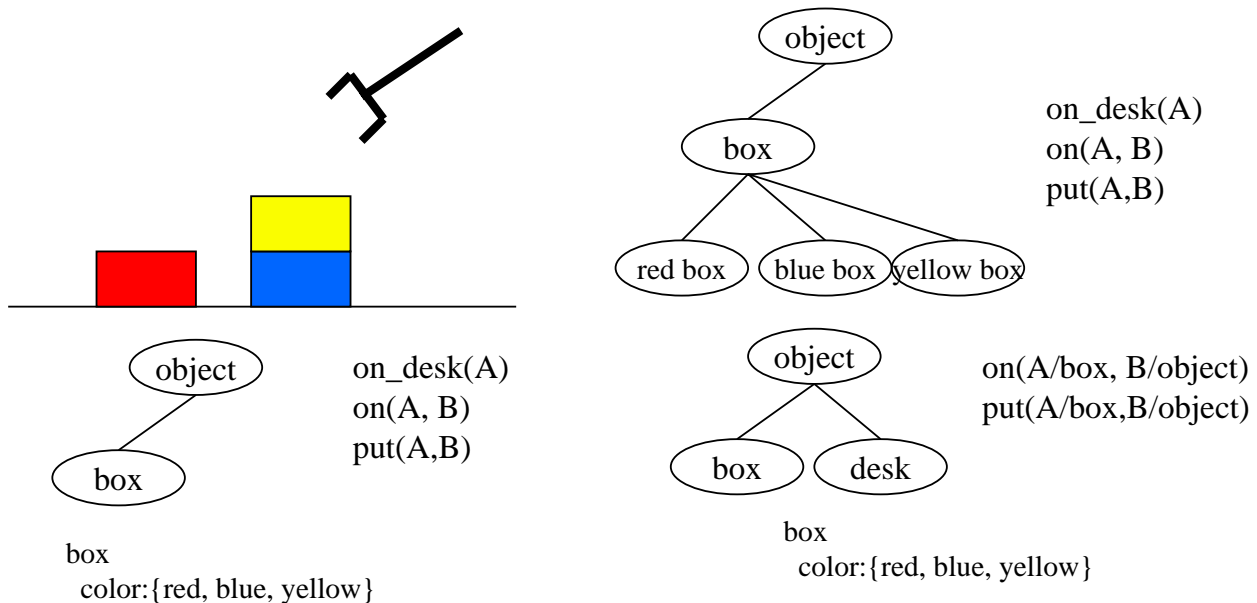 object
box
on_desk(A)
on(A, B)
put(A,B)
red box
blue box
yellow box
object
box
on_desk(A)
on(A, B)
put(A,B)
box
color:{red, blue, yellow}
object
box
desk
on(A/box, B/object)
put(A/box,B/object)
box
color:{red, blue, yellow}